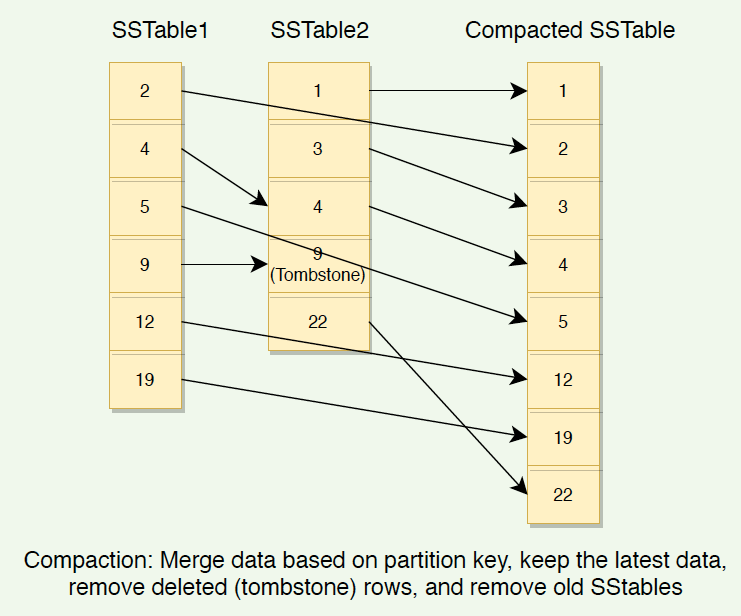 SSTable1 SSTable2 Compacted SSTable
2 1 1
4 3 2
5 4 3
9 9 4
(Tombstone)
12 22 5
19 12
19
22
Compaction: Merge data based on partition key, keep the latest data,
remove deleted (tombstone) rows, and remove old SStables